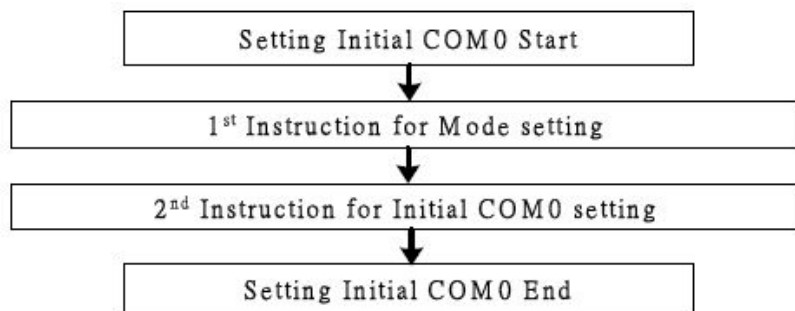 Setting Initial COM0 Start
1st Instruction for Mode setting
2nd Instruction for Initial COM0 setting
Setting Initial COM0 End